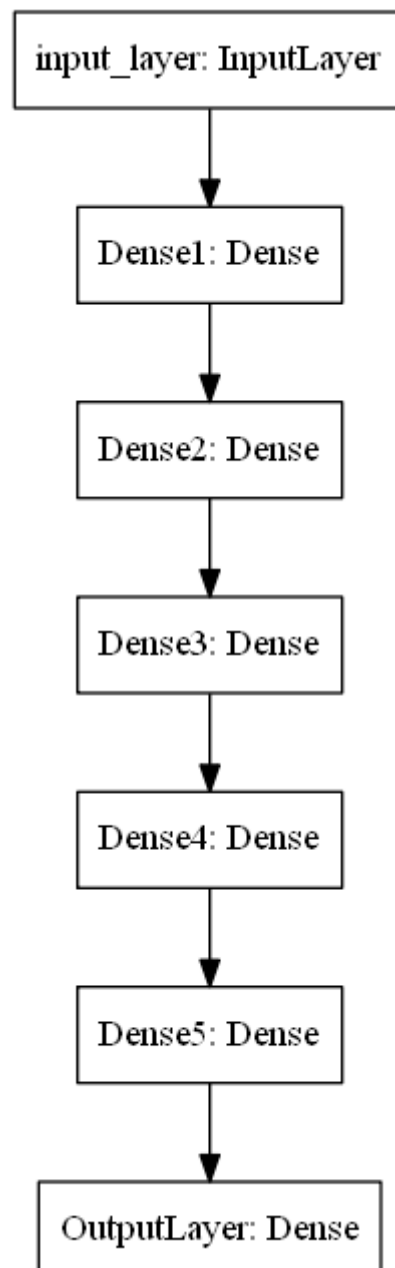 input_layer: InputLayer
Dense1: Dense
Dense2: Dense
Dense3: Dense
Dense4: Dense
Dense5: Dense
OutputLayer: Dense